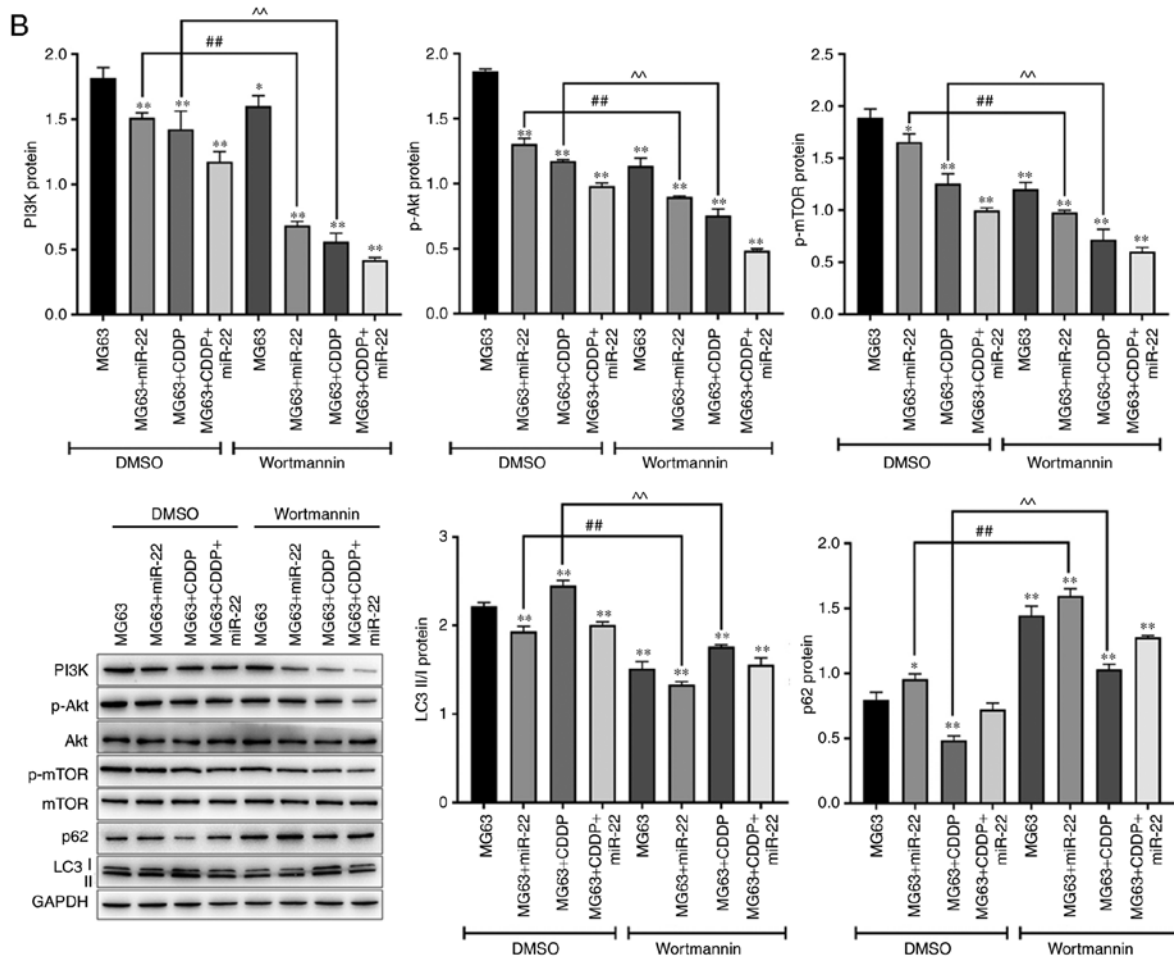 B
PI3K protein
2.0
1.5
1.0
0.5
0.0
**
**
**
*
**
**
**
##
^^
MG63
MG63+miR-22
MG63+CDDP
MG63+CDDP+
miR-22
MG63
MG63+miR-22
MG63+CDDP
MG63+CDDP+
miR-22
DMSO
Wortmannin
p-Akt protein
2.0
1.5
1.0
0.5
0.0
**
**
**
**
**
**
**
##
^^
MG63
MG63+miR-22
MG63+CDDP
MG63+CDDP+
miR-22
MG63
MG63+miR-22
MG63+CDDP
MG63+CDDP+
miR-22
DMSO
Wortmannin
p-mTOR protein
2.5
2.0
1.5
1.0
0.5
0.0
*
**
**
**
**
**
**
##
^^
MG63
MG63+miR-22
MG63+CDDP
MG63+CDDP+
miR-22
MG63
MG63+miR-22
MG63+CDDP
MG63+CDDP+
miR-22
DMSO
Wortmannin
DMSO
Wortmannin
MG63
MG63+miR-22
MG63+CDDP
MG63+CDDP+
miR-22
MG63
MG63+miR-22
MG63+CDDP
MG63+CDDP+
miR-22
PI3K
p-Akt
Akt
p-mTOR
mTOR
p62
LC3 I
II
GAPDH
LC3 II/I protein
3
2
1
0
**
**
**
**
**
**
**
##
^^
MG63
MG63+miR-22
MG63+CDDP
MG63+CDDP+
miR-22
MG63
MG63+miR-22
MG63+CDDP
MG63+CDDP+
miR-22
DMSO
Wortmannin
p62 protein
2.0
1.5
1.0
0.5
0.0
*
**
**
**
**
**
##
^^
MG63
MG63+miR-22
MG63+CDDP
MG63+CDDP+
miR-22
MG63
MG63+miR-22
MG63+CDDP
MG63+CDDP+
miR-22
DMSO
Wortmannin